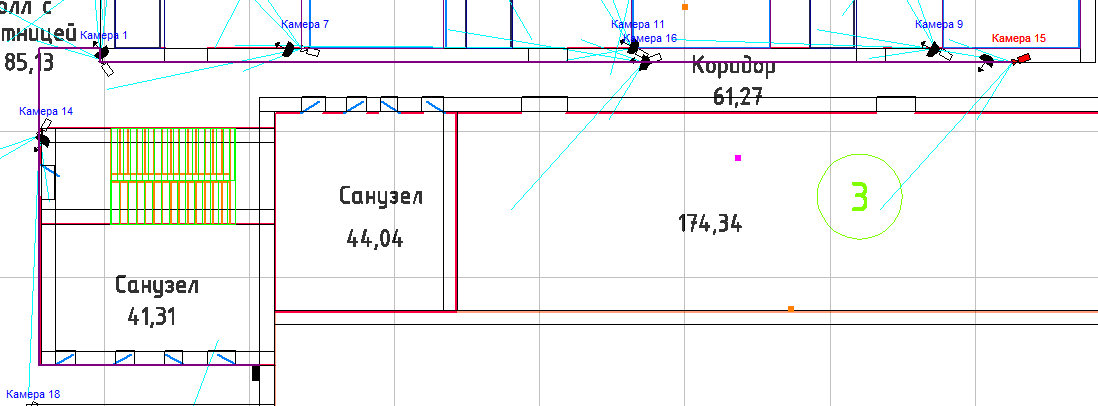 олл с
тницей
85,13
Камера 1
Камера 7
Камера 11
Камера 16
Камера 9
Камера 15
Коридор
61,27
Камера 14
Санузел
44,04
174,34
3
Санузел
41,31
Камера 18